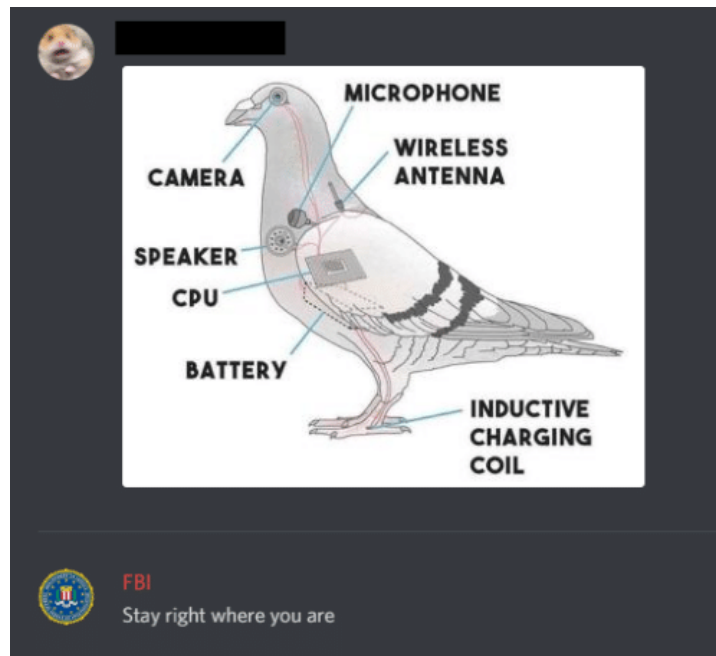 MICROPHONE
WIRELESS
ANTENNA
CAMERA
SPEAKER
CPU
BATTERY
INDUCTIVE
CHARGING
COIL
FBI
Stay right where you are